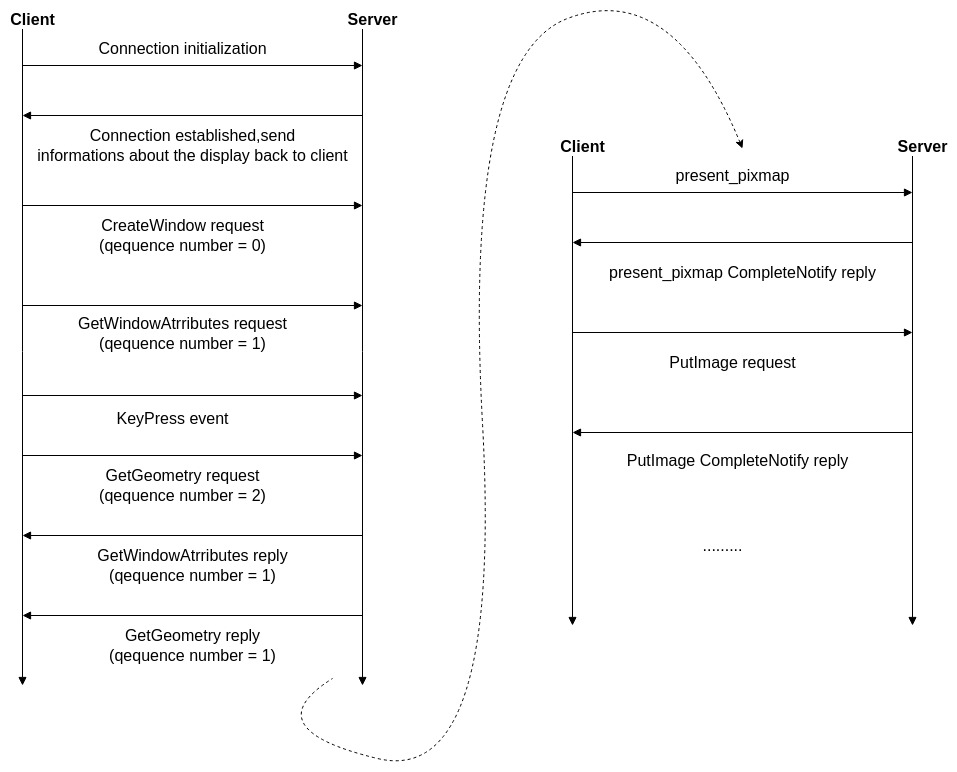 Client
Server
Connection initialization
Connection established,send
informations about the display back to client
CreateWindow request
(qequence number = 0)
GetWindowAtrributes request
(qequence number = 1)
KeyPress event
GetGeometry request
(qequence number = 2)
GetWindowAtrributes reply
(qequence number = 1)
GetGeometry reply
(qequence number = 1)
Client
Server
present_pixmap
present_pixmap CompleteNotify reply
PutImage request
PutImage CompleteNotify reply
.........